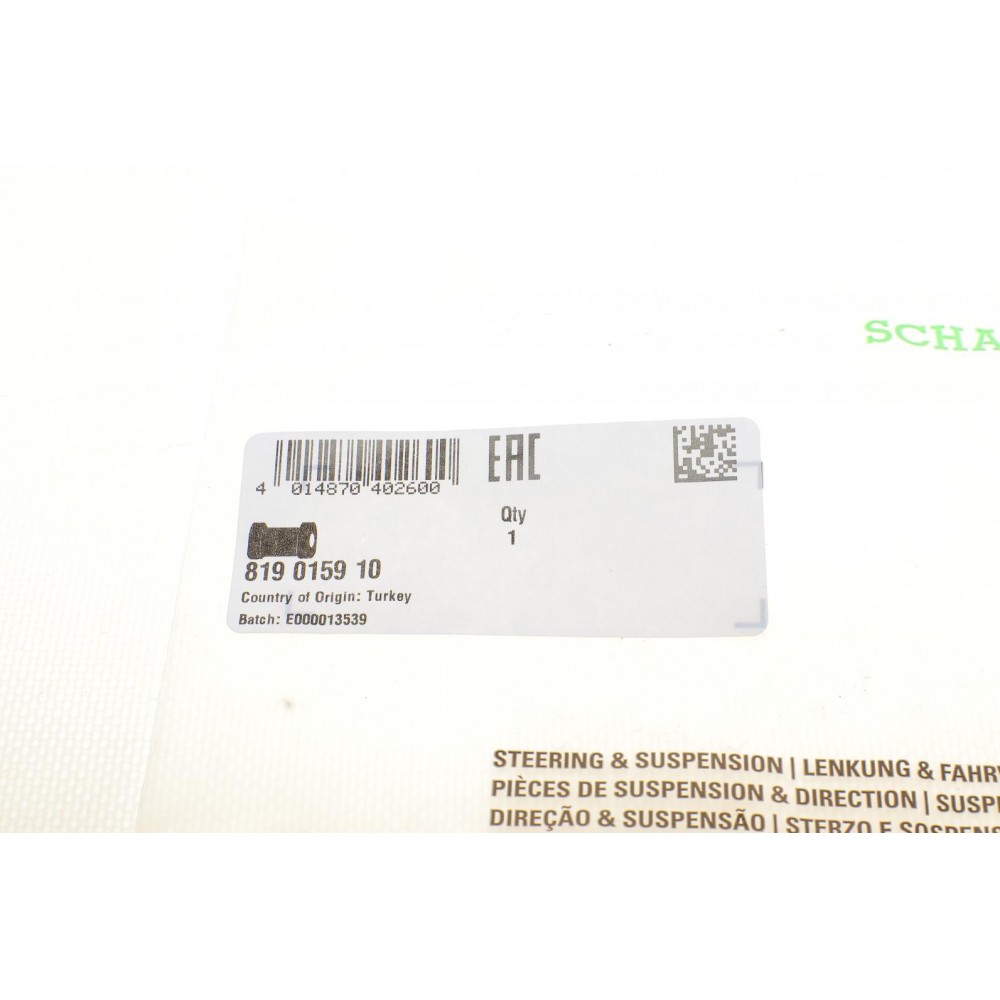 SCHA
EAC
4 014870 402600
Qty
1
819 0159 10
Country of Origin: Turkey
Batch: E000013539
STEERING & SUSPENSION | LENKUNG & FAHRW
PIÈCES DE SUSPENSION & DIRECTION | SUSPE
DIREÇÃO & SUSPENSÃO | STERZO E SOSPENS